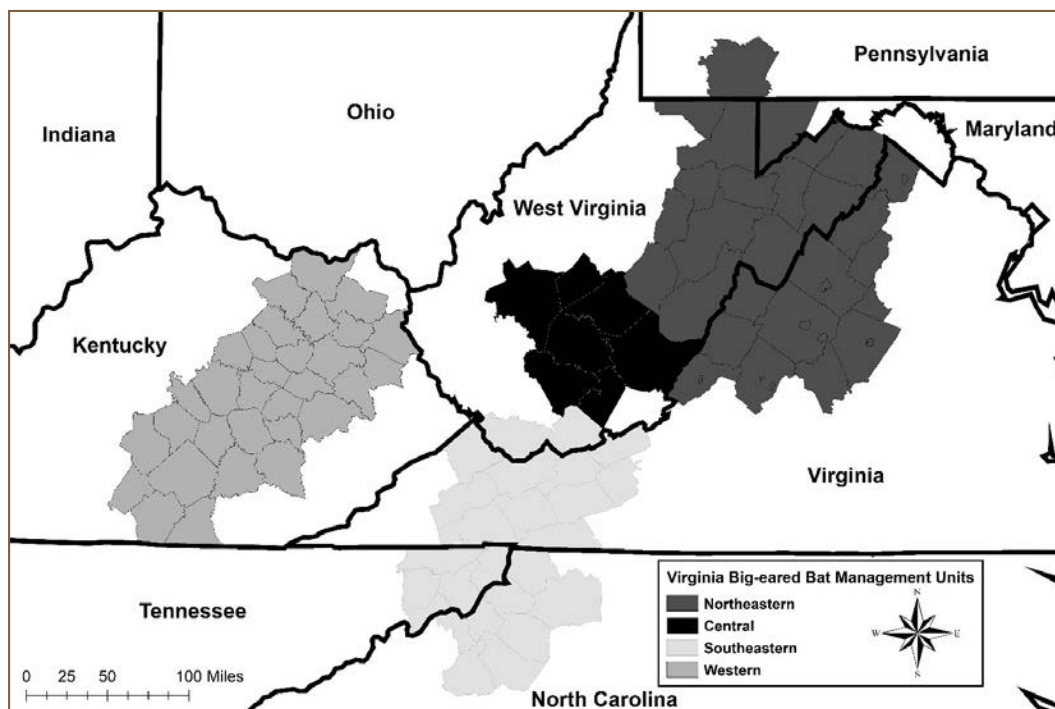 Pennsylvania
Ohio
Indiana
Maryland
West Virginia
Kentucky
Virginia
Tennessee
North Carolina
Virginia Big-eared Bat Management Units
Northeastern
Central
Southeastern
Western
N
W E
S
0 25 50 100 Miles